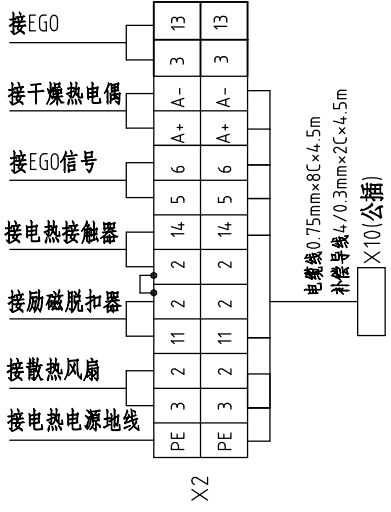 接EGO
13 13
3 3
接干燥热电偶
A- A-
A+ A+
接EGO信号
6 6
5 5
接电热接触器
14 14
2 2
接励磁脱扣器
2 2
11 11
接散热风扇
2 2
3 3
接电热电源地线
PE PE
X2
电缆线0.75mm×8C×4.5m
补偿导线4/0.3mm×2C×4.5m
X10(公插)